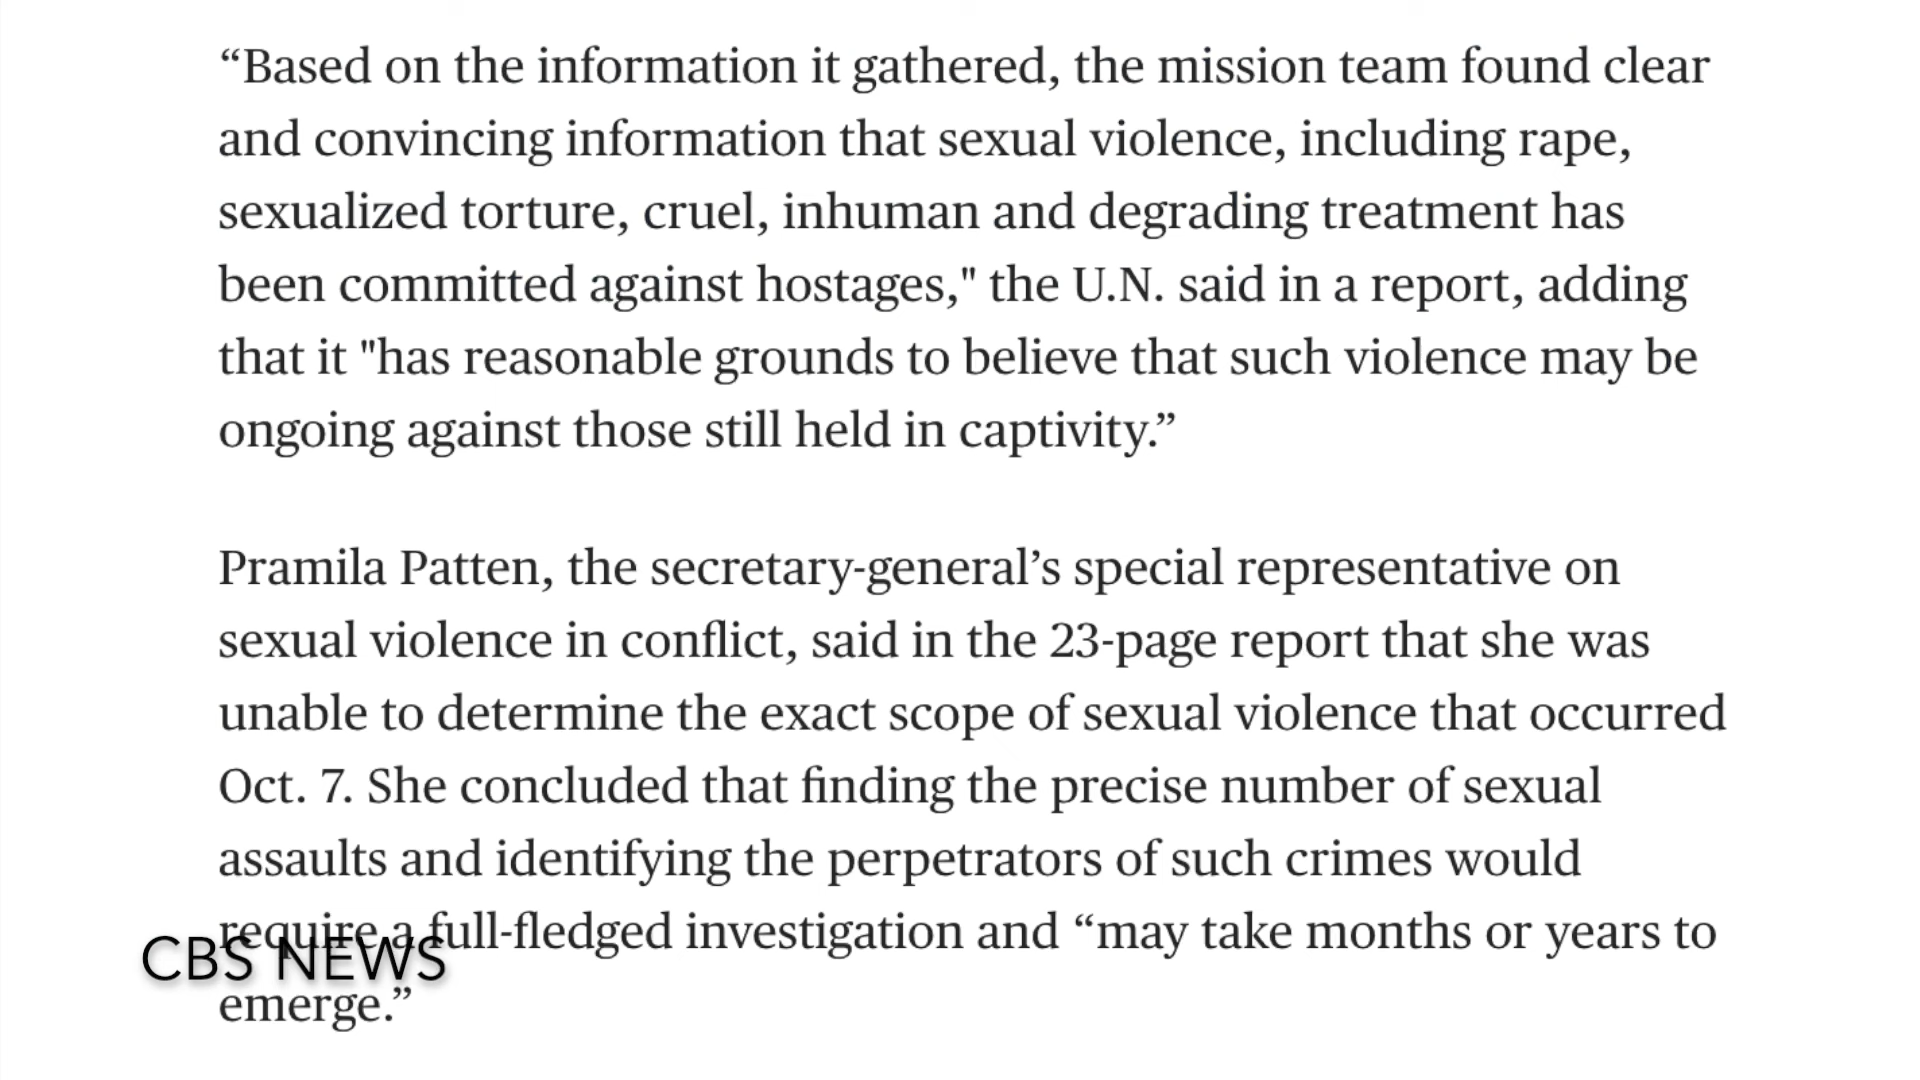 “Based on the information it gathered, the mission team found clear
and convincing information that sexual violence, including rape,
sexualized torture, cruel, inhuman and degrading treatment has
been committed against hostages," the U.N. said in a report, adding
that it "has reasonable grounds to believe that such violence may be
ongoing against those still held in captivity.”
Pramila Patten, the secretary-general’s special representative on
sexual violence in conflict, said in the 23-page report that she was
unable to determine the exact scope of sexual violence that occurred
Oct. 7. She concluded that finding the precise number of sexual
assaults and identifying the perpetrators of such crimes would
require a full-fledged investigation and “may take months or years to
CBS NEWS
emerge.”